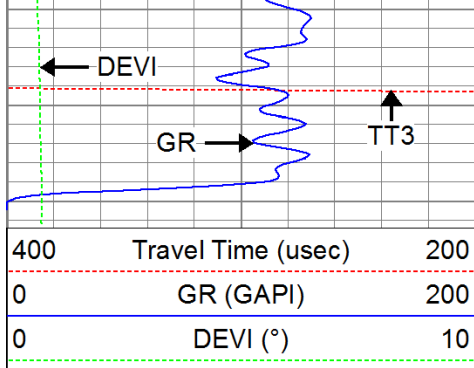 DEVI
TT3
GR
400 Travel Time (usec) 200
0 GR (GAPI) 200
0 DEVI (°) 10